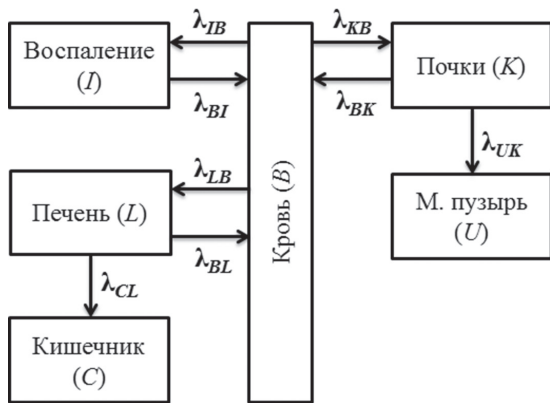 Воспаление
(I)
λIB
λBI
λKB
λBK
Почки (K)
λUK
М. пузырь
(U)
Кровь (B)
λLB
λBL
Печень (L)
λCL
Кишечник
(C)